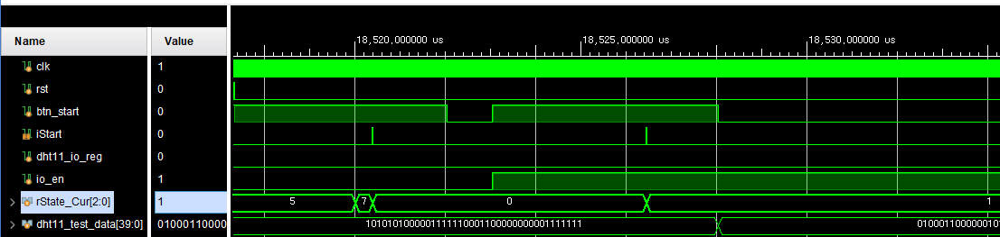 Name Value
18,520,000000 us 18,525,000000 us 18,530,000000 us
clk 1
rst 0
btn_start 0
iStart 0
dht11_io_reg 0
io_en 1
rState_Cur[2:0] 1 5 7 0 1
dht11_test_data[39:0] 01000110000 1010101000001111110001100000000001111111